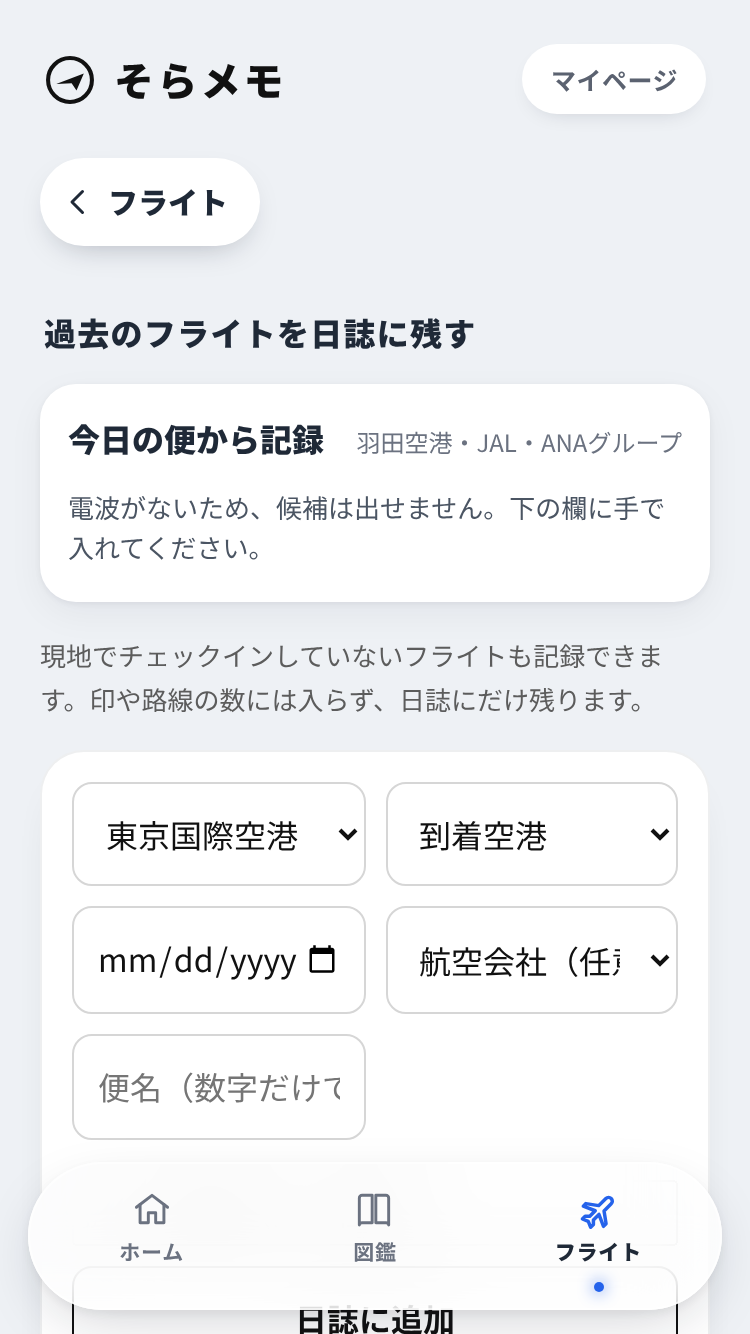 そらメモ
マイページ
フライト
過去のフライトを日誌に残す
今日の便から記録
羽田空港・JAL・ANAグループ
電波がないため、候補は出せません。下の欄に手で
入れてください。
現地でチェックインしていないフライトも記録できま
す。印や路線の数には入らず、日誌にだけ残ります。
東京国際空港
到着空港
mm/dd/yyyy
航空会社（任
便名（数字だけ
ホーム
図鑑
フライト
日誌に追加